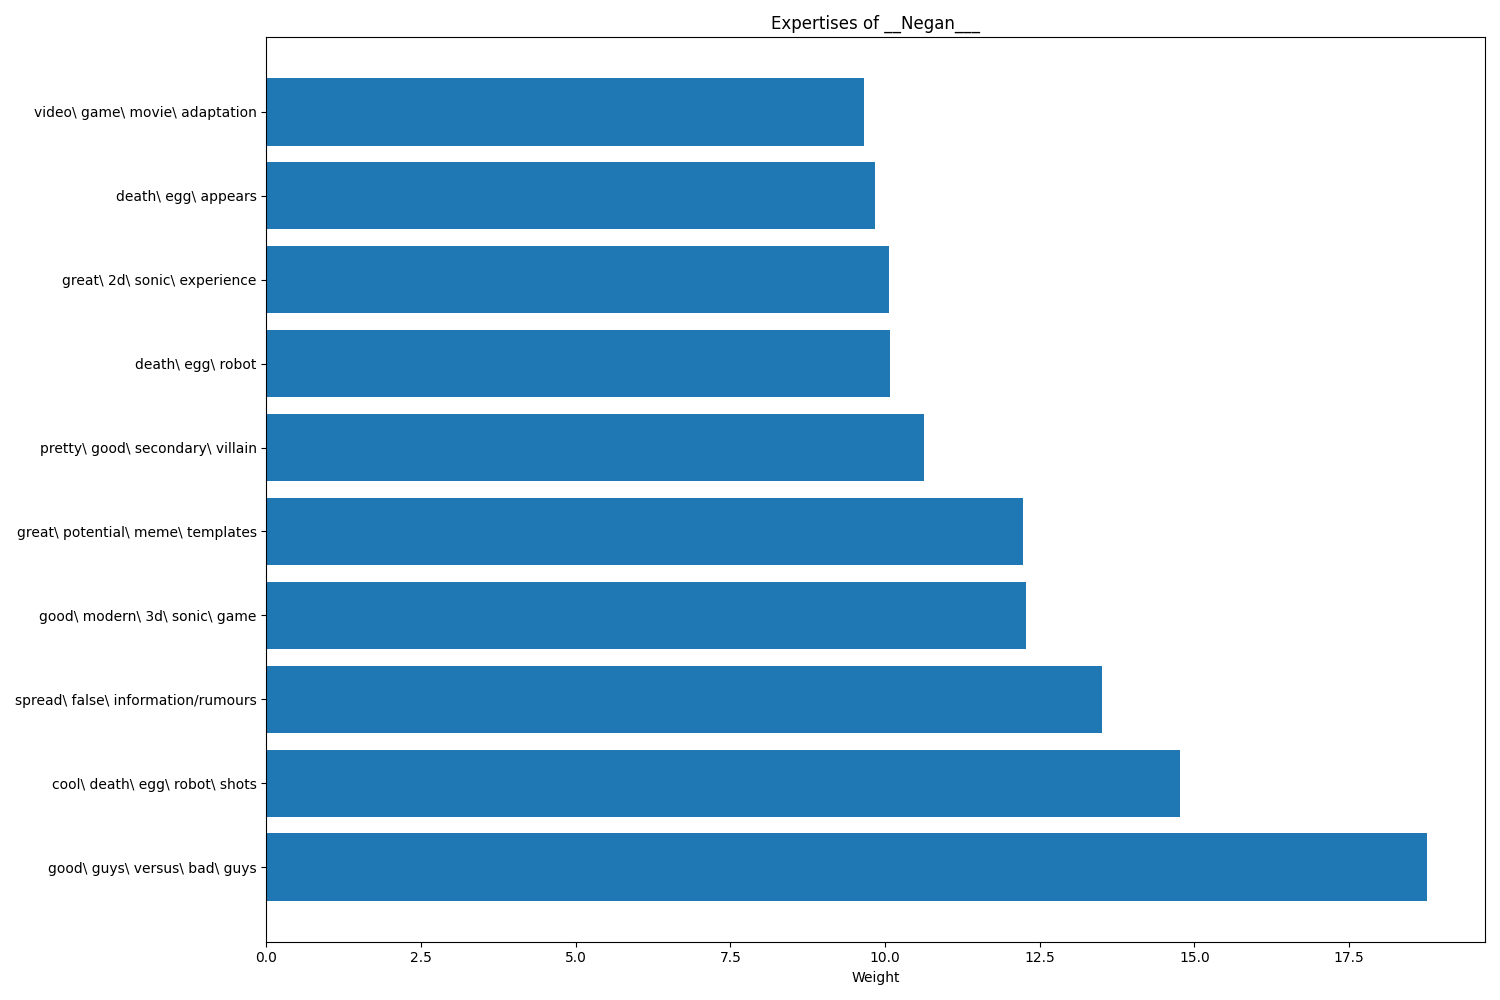 Expertises of __Negan___
video\ game\ movie\ adaptation
death\ egg\ appears
great\ 2d\ sonic\ experience
death\ egg\ robot
pretty\ good\ secondary\ villain
great\ potential\ meme\ templates
good\ modern\ 3d\ sonic\ game
spread\ false\ information/rumours
cool\ death\ egg\ robot\ shots
good\ guys\ versus\ bad\ guys
0.0 2.5 5.0 7.5 10.0 12.5 15.0 17.5
Weight